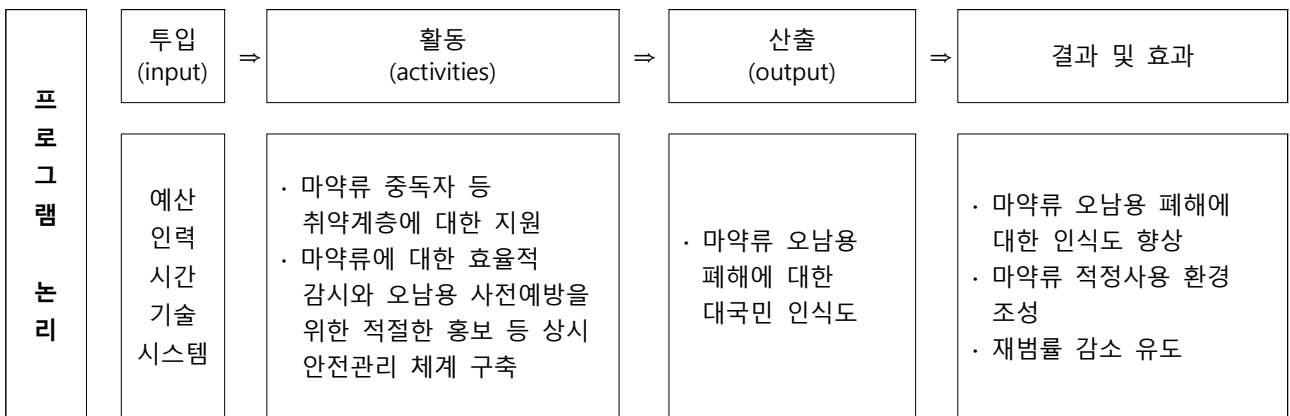 프로그램 논리
투입
(input)
⇒
활동
(activities)
⇒
산출
(output)
⇒
결과 및 효과
예산
인력
시간
기술
시스템
· 마약류 중독자 등
취약계층에 대한 지원
· 마약류에 대한 효율적
감시와 오남용 사전예방을
위한 적절한 홍보 등 상시
안전관리 체계 구축
· 마약류 오남용
폐해에 대한
대국민 인식도
· 마약류 오남용 폐해에
대한 인식도 향상
· 마약류 적정사용 환경
조성
· 재범률 감소 유도